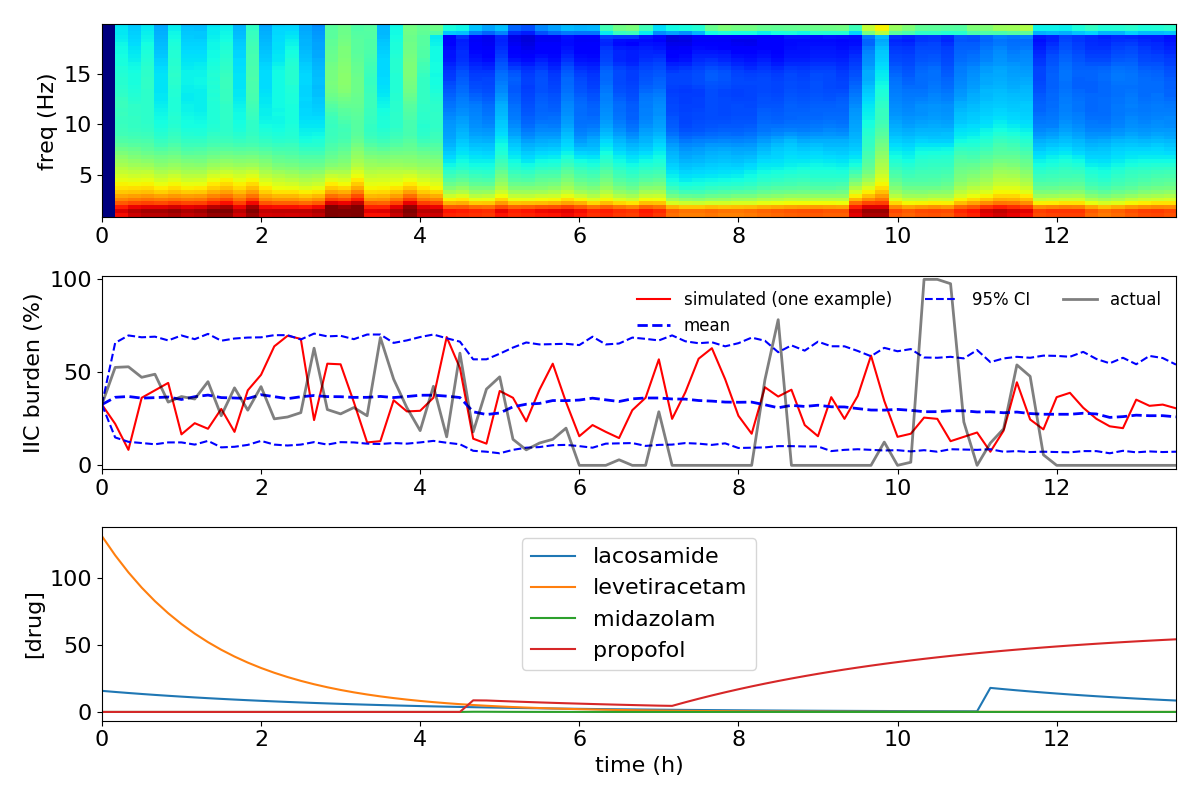 freq (Hz)
15
10
5
0 2 4 6 8 10 12
IIC burden (%)
100
50
0
simulated (one example) 95% CI actual
mean
0 2 4 6 8 10 12
[drug]
100
50
0
lacosamide
levetiracetam
midazolam
propofol
0 2 4 6 8 10 12
time (h)